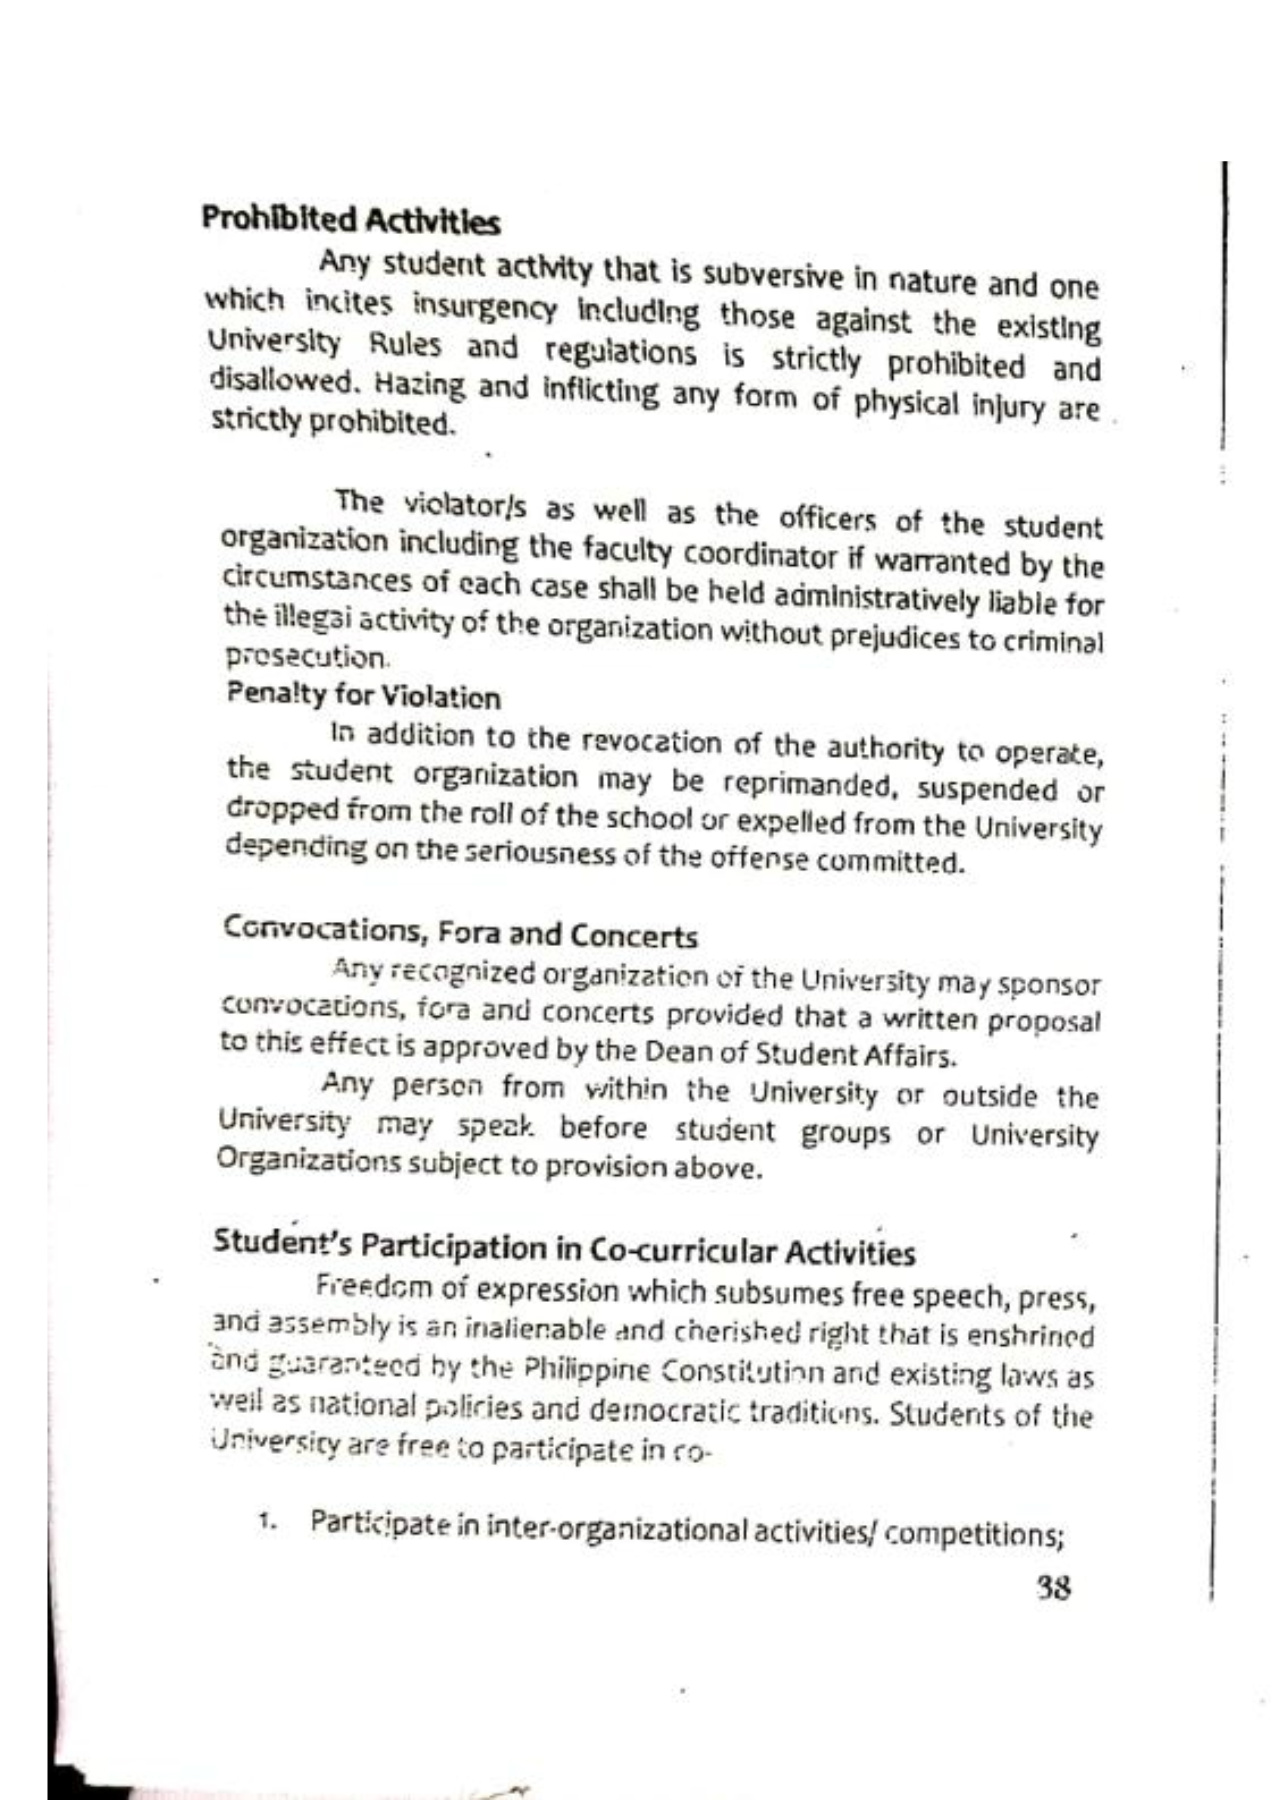 Prohibited Activities
Any student activity that is subversive in nature and one
which incites insurgency including those against the existing
University Rules and regulations is strictly prohibited and
disallowed. Hazing and inflicting any form of physical injury are
strictly prohibited.
The violator/s as well as the officers of the student
organization including the faculty coordinator if warranted by the
circumstances of each case shall be held administratively liable for
the illegal activity of the organization without prejudices to criminal
prosecution.
Penalty for Violation
In addition to the revocation of the authority to operate,
the student organization may be reprimanded, suspended or
dropped from the roll of the school or expelled from the University
depending on the seriousness of the offense committed.
Convocations, Fora and Concerts
Any recognized organization of the University may sponsor
convocations, fora and concerts provided that a written proposal
to this effect is approved by the Dean of Student Affairs.
Any person from within the University or outside the
University may speak before student groups or University
Organizations subject to provision above.
Student's Participation in Co-curricular Activities
Freedom of expression which subsumes free speech, press,
and assembly is an inalienable and cherished right that is enshrined
and guaranteed by the Philippine Constitution and existing laws as
well as national policies and democratic traditions. Students of the
University are free to participate in co-
1. Participate in inter-organizational activities/ competitions;
38